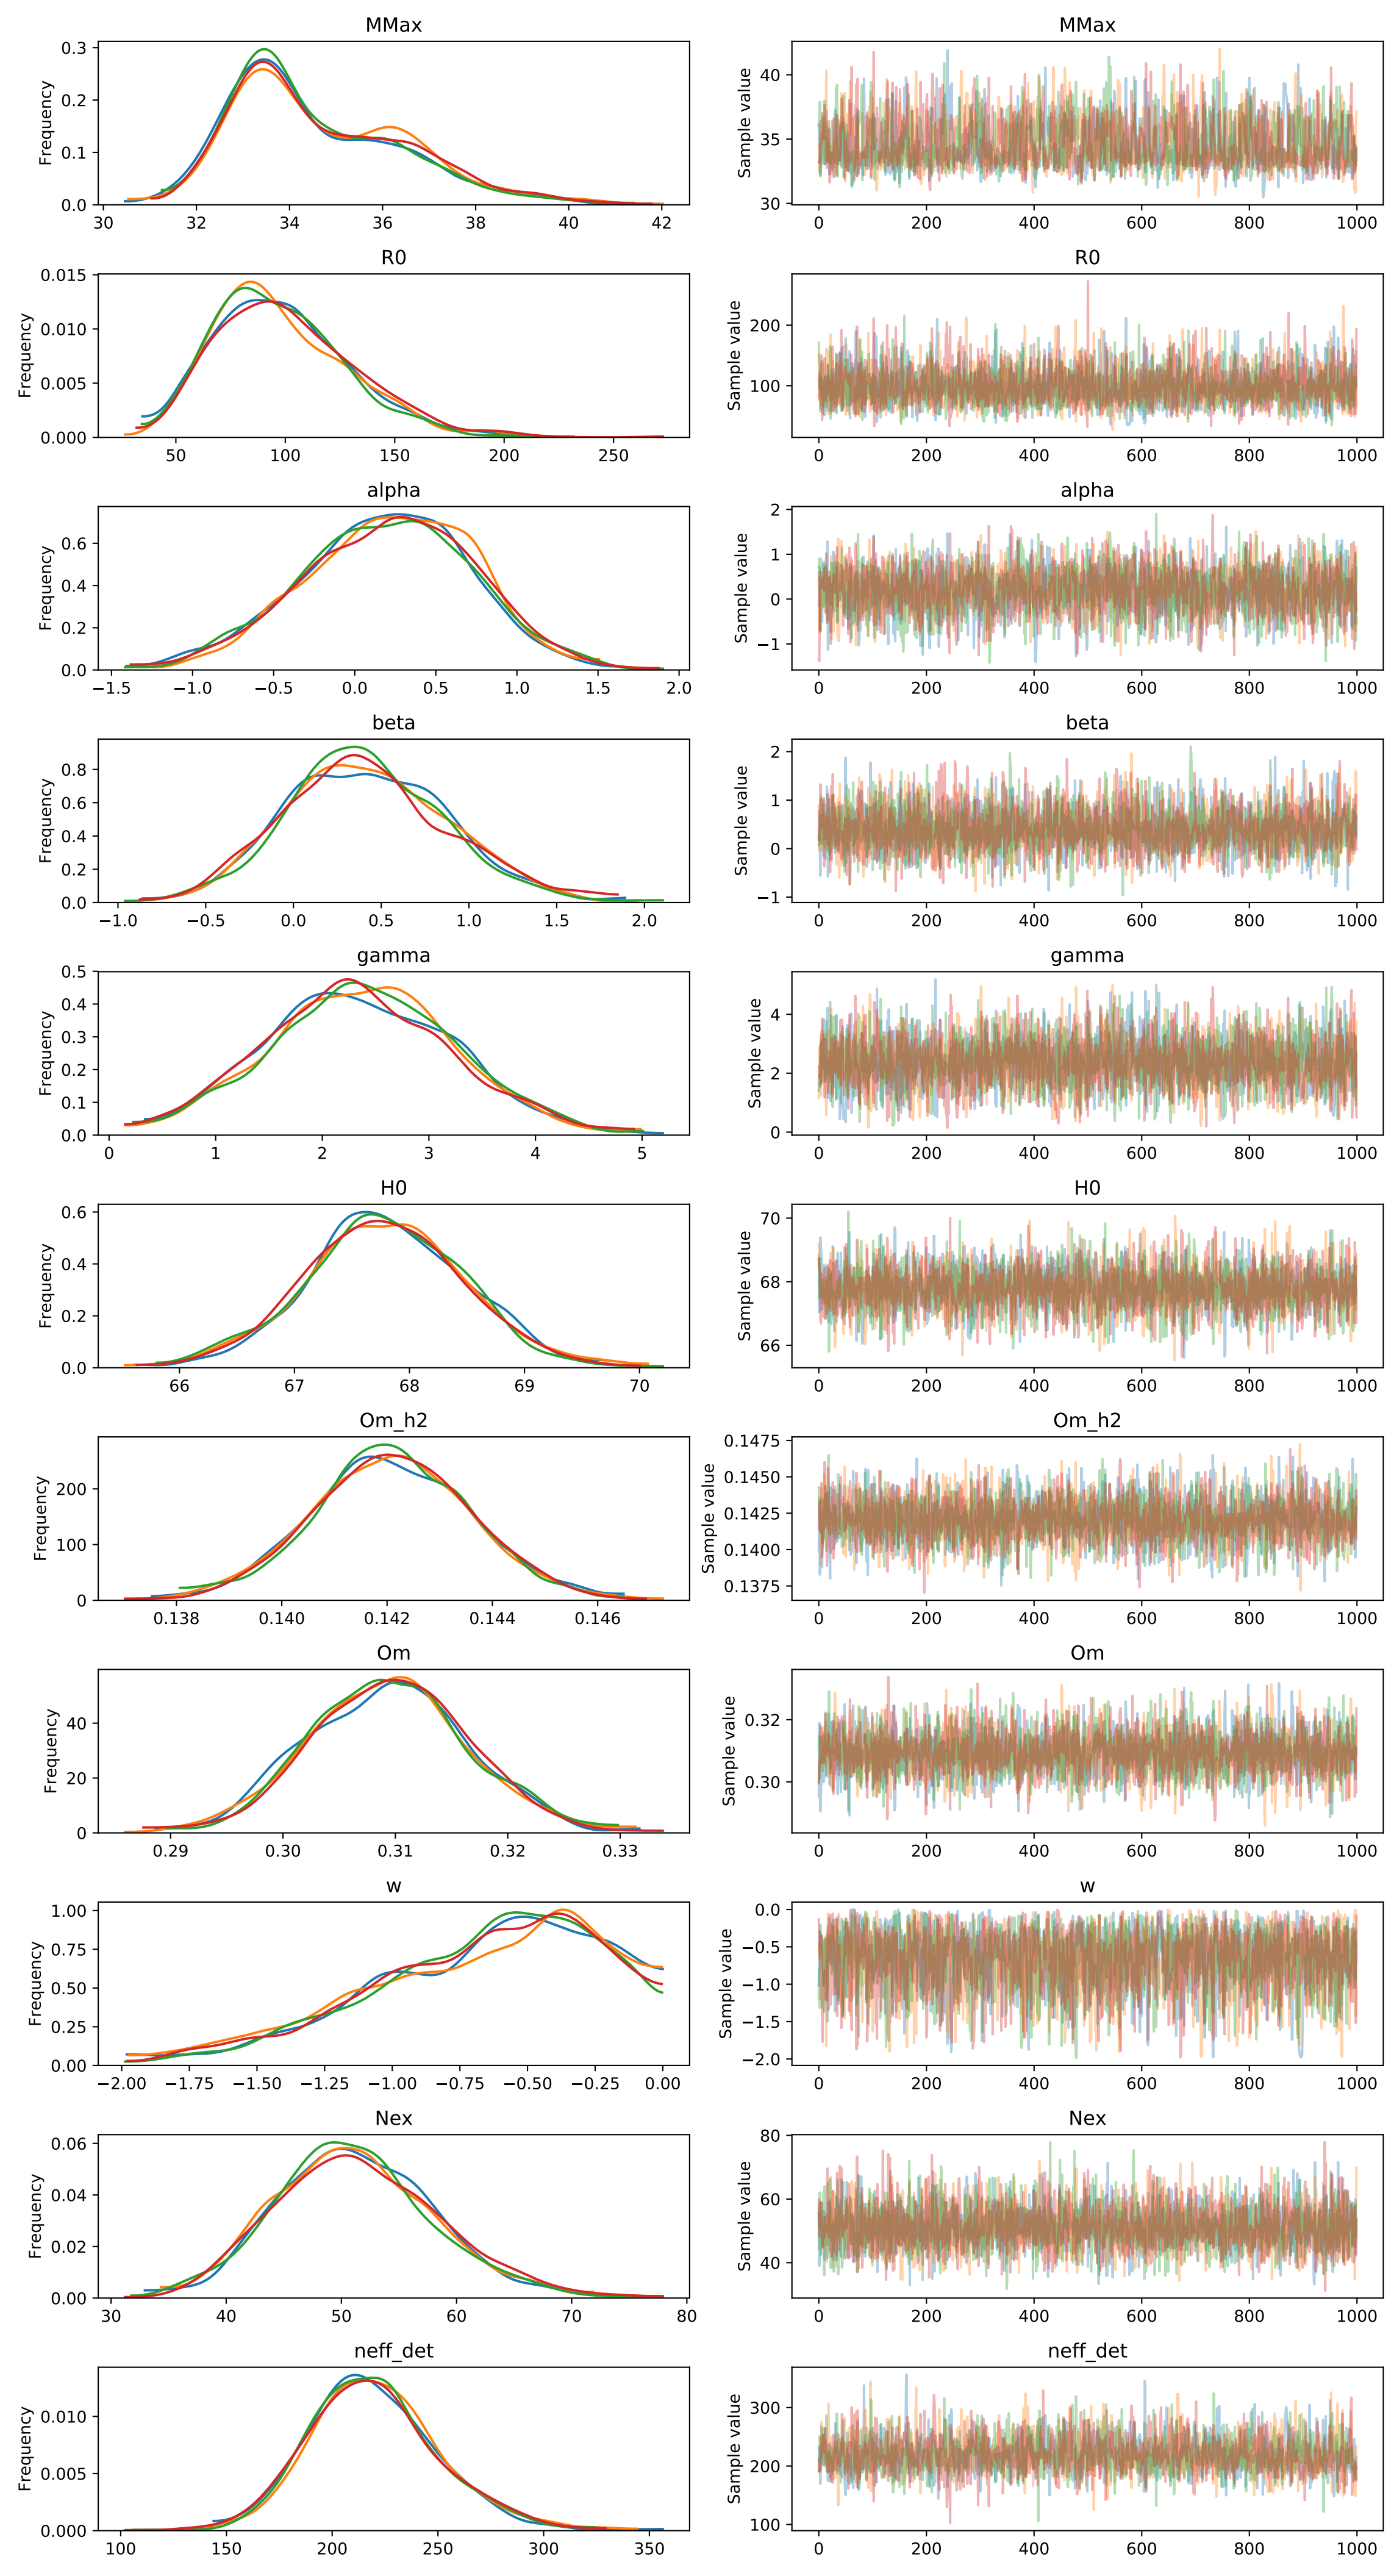 MMax
MMax
Frequency
0.3
0.2
0.1
0.0
30 32 34 36 38 40 42
Sample value
40
35
30
0 200 400 600 800 1000
R0
R0
Frequency
0.015
0.010
0.005
0.000
50 100 150 200 250
Sample value
200
100
0 200 400 600 800 1000
alpha
alpha
Frequency
0.6
0.4
0.2
0.0
−1.5 −1.0 −0.5 0.0 0.5 1.0 1.5 2.0
Sample value
2
1
0
−1
0 200 400 600 800 1000
beta
beta
Frequency
0.8
0.6
0.4
0.2
0.0
−1.0 −0.5 0.0 0.5 1.0 1.5 2.0
Sample value
2
1
0
−1
0 200 400 600 800 1000
gamma
gamma
Frequency
0.5
0.4
0.3
0.2
0.1
0.0
0 1 2 3 4 5
Sample value
4
2
0
0 200 400 600 800 1000
H0
H0
Frequency
0.6
0.4
0.2
0.0
66 67 68 69 70
Sample value
70
68
66
0 200 400 600 800 1000
Om_h2
Om_h2
Frequency
200
100
0
0.138 0.140 0.142 0.144 0.146
Sample value
0.1475
0.1450
0.1425
0.1400
0.1375
0 200 400 600 800 1000
Om
Om
Frequency
40
20
0
0.29 0.30 0.31 0.32 0.33
Sample value
0.32
0.30
0 200 400 600 800 1000
w
w
Frequency
1.00
0.75
0.50
0.25
0.00
−2.00 −1.75 −1.50 −1.25 −1.00 −0.75 −0.50 −0.25 0.00
Sample value
0.0
−0.5
−1.0
−1.5
−2.0
0 200 400 600 800 1000
Nex
Nex
Frequency
0.06
0.04
0.02
0.00
30 40 50 60 70 80
Sample value
80
60
40
0 200 400 600 800 1000
neff_det
neff_det
Frequency
0.010
0.005
0.000
100 150 200 250 300 350
Sample value
300
200
100
0 200 400 600 800 1000